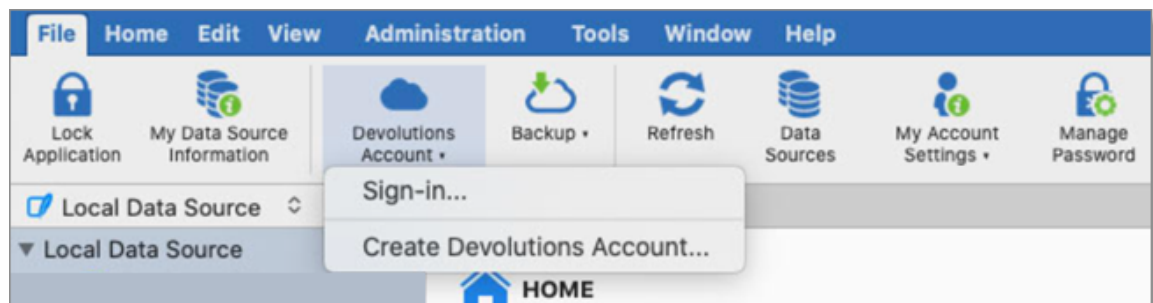 File Home Edit View Administration Tools Window Help
Lock Application
My Data Source Information
Devolutions Account
Backup
Refresh
Data Sources
My Account Settings
Manage Password
Sign-in...
Create Devolutions Account...
Local Data Source
Local Data Source
HOME